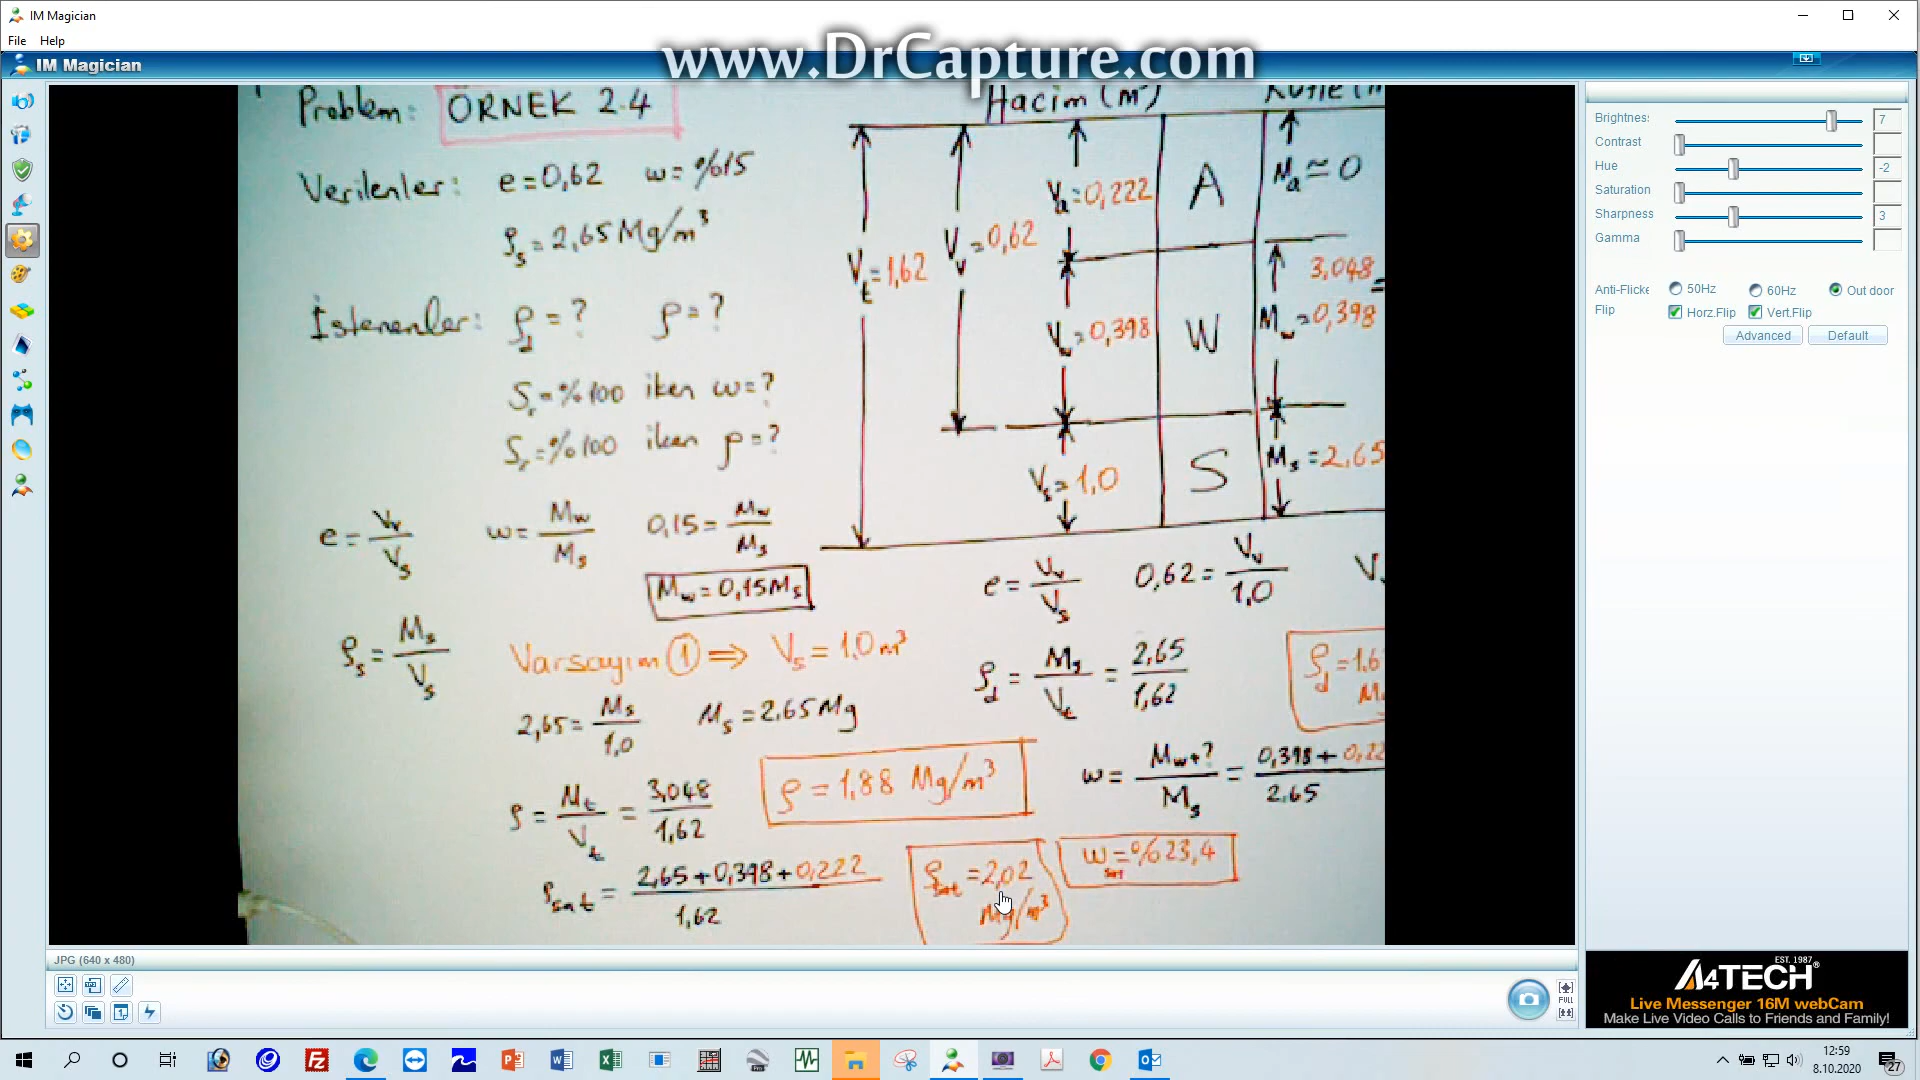 IM Magician
File Help
www.DrCapture.com
IM Magician
Problem: ÖRNEK 2.4
Verilenler: e=0,62 w=%15
ρs=2,65 Mg/m³
İstenenler: ρd=? ρ=?
Sr=%100 iken w=?
Sr=%100 iken ρ=?
e=Vv/Vs w=Mw/Ms 0,15=Mw/Ms
Mw=0,15Ms
ρs=Ms/Vs Varsayım ① ⇒ Vs=1,0 m³
2,65=Ms/1,0 Ms=2,65 Mg
ρ=Mt/Vt=3,048/1,62 ρ=1,88 Mg/m³
ρsat=2,65+0,398+0,222/1,62 ρsat=2,02 Mg/m³
Hacim (m³)
Vt=1,62
Vv=0,62
Va=0,222 A Ma≃0
3,048
Vw=0,398 W Mw=0,398
Vs=1,0 S Ms=2,65
e=Vv/Vs 0,62=Vv/1,0
ρd=Ms/Vt=2,65/1,62 ρd=1.6
w=Mw+?/Ms=0,398+0,22/2.65
wsat=%23,4
Brightness 7
Contrast
Hue -2
Saturation
Sharpness 3
Gamma
Anti-Flicke 50Hz 60Hz Out door
Flip Horz.Flip Vert.Flip
Advanced Default
JPG (640 x 480)
FULL
EST. 1987
A4TECH
Live Messenger 16M webCam
Make Live Video Calls to Friends and Family!
12:59
8.10.2020
27